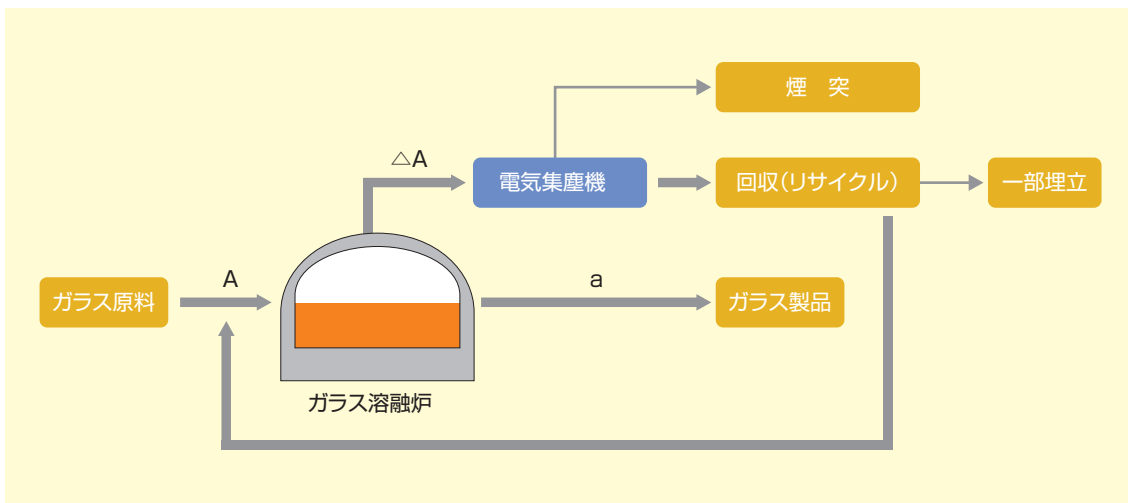 煙　突
△A
電気集塵機
回収(リサイクル)
一部埋立
A
a
ガラス原料
ガラス製品
ガラス溶融炉